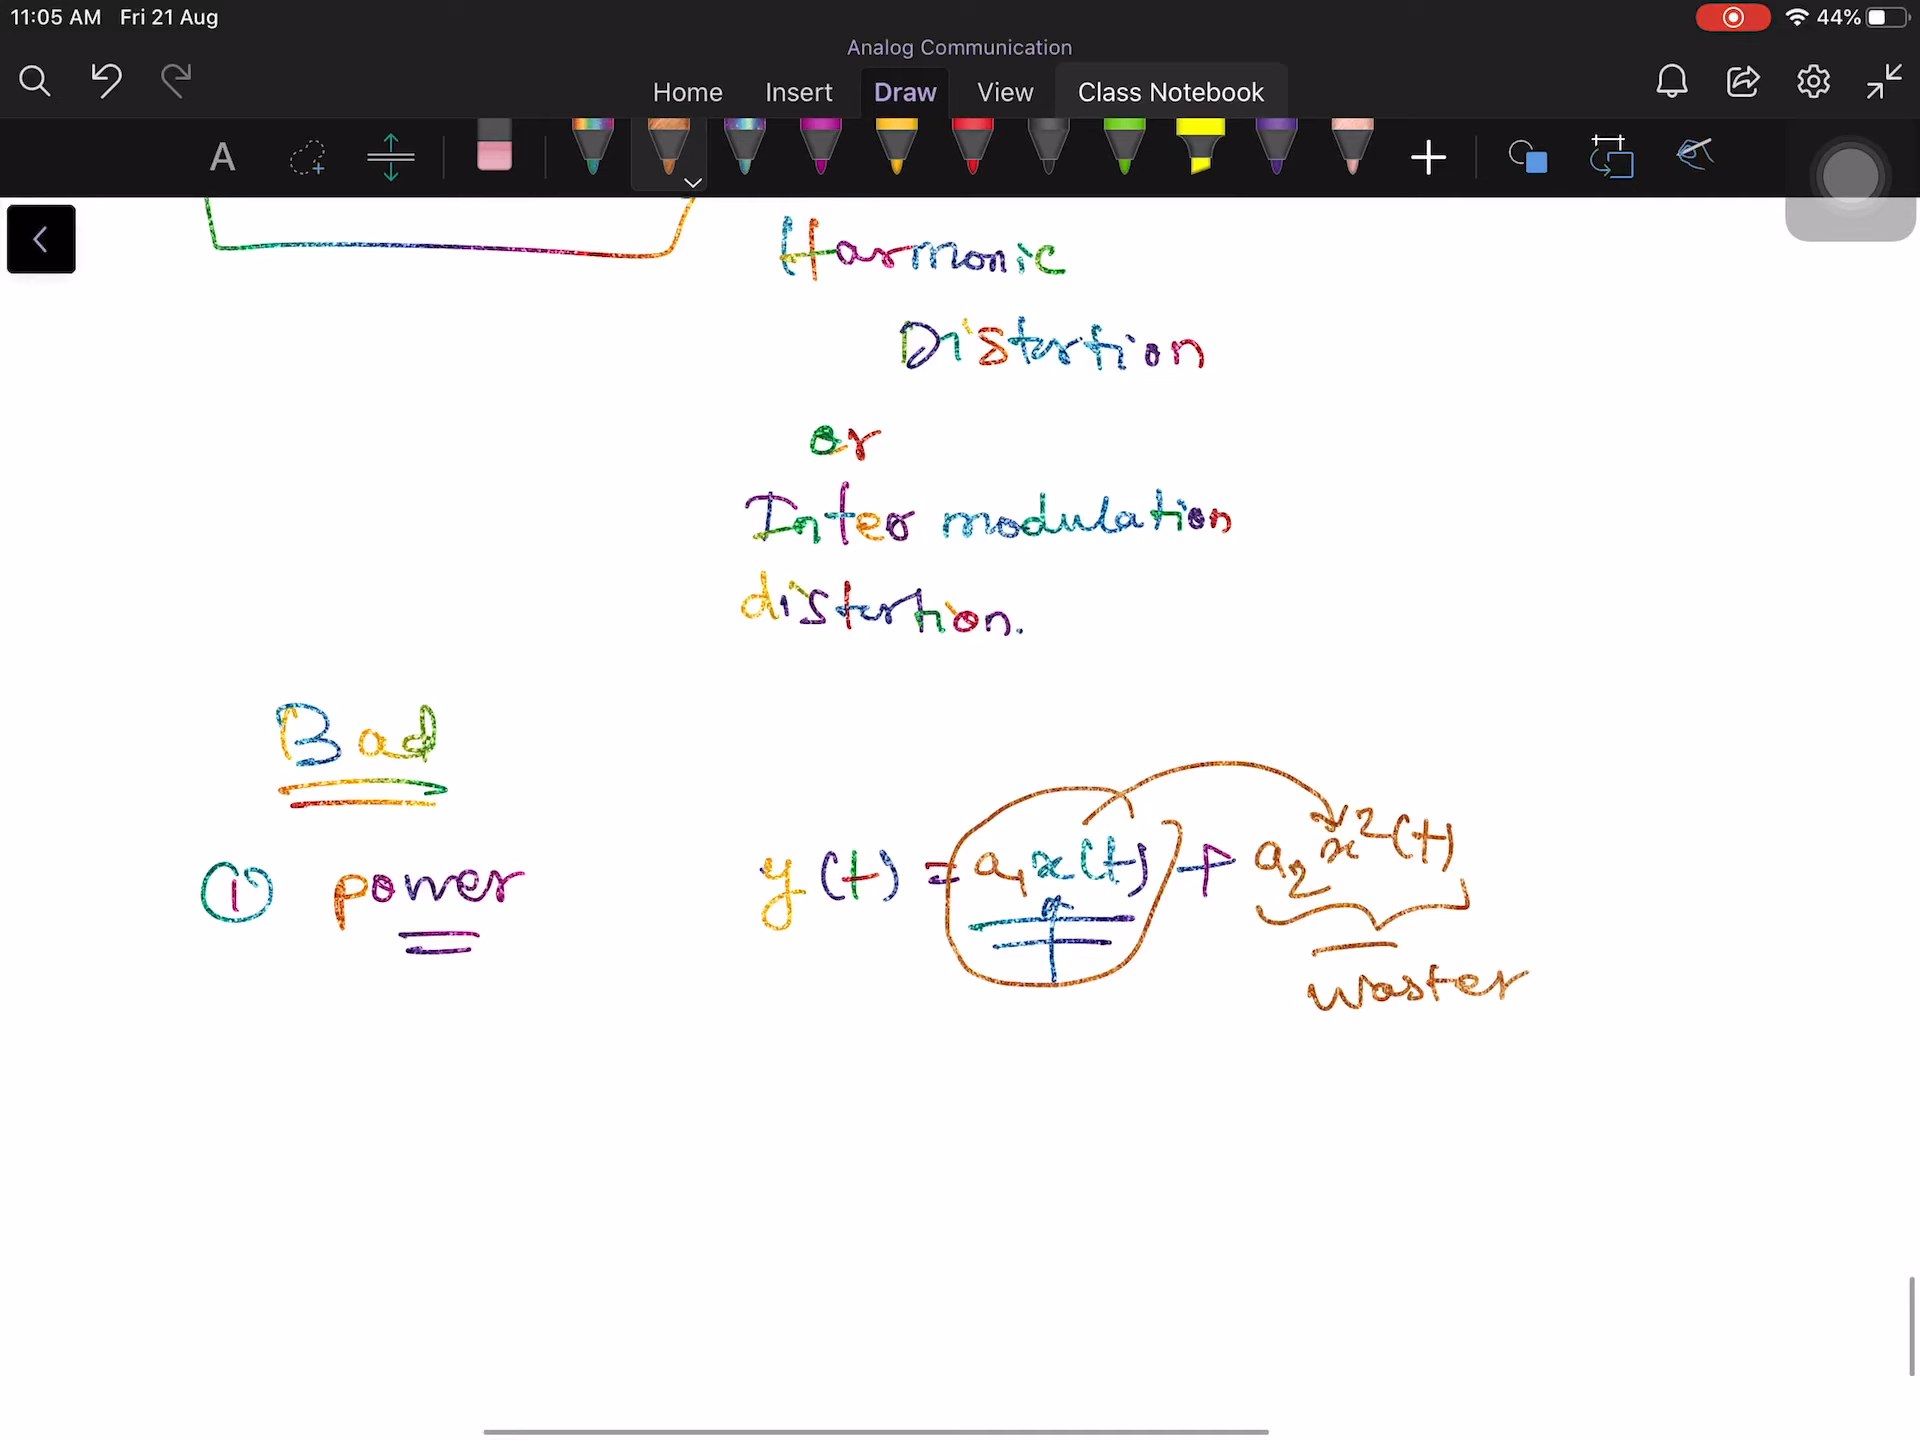 11:05 AM Fri 21 Aug
44%
Analog Communication
Home Insert Draw View Class Notebook
A
Harmonic
Distortion
or
Inter modulation
distortion.
Bad
① power
y(t) = a₁x(t) + a₂x²(t)
waster